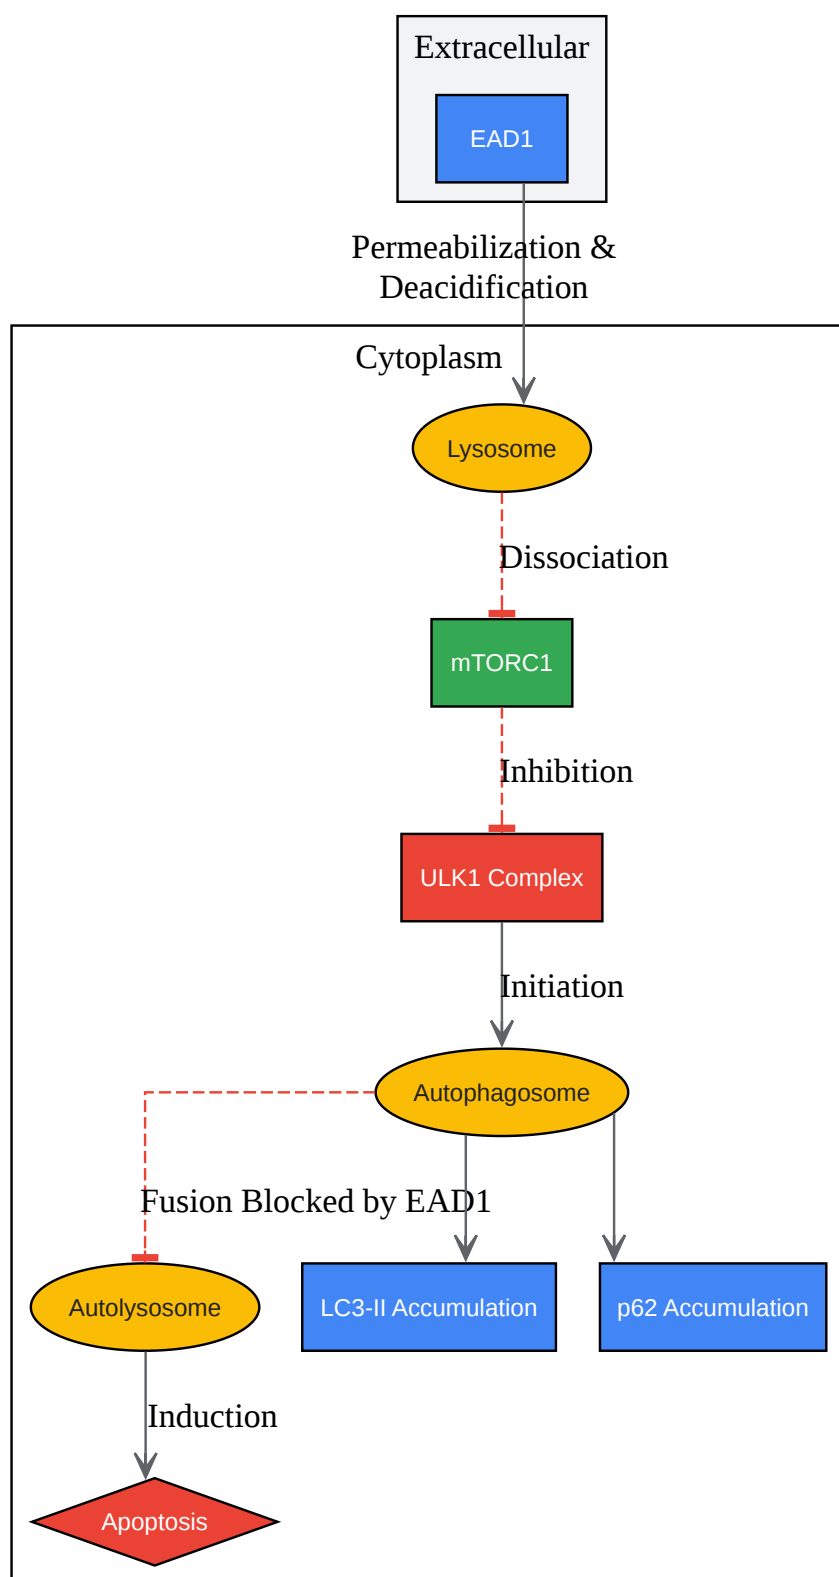 Extracellular
EAD1
Permeabilization &
Deacidification
Cytoplasm
Lysosome
Dissociation
mTORC1
Inhibition
ULK1 Complex
Initiation
Autophagosome
Fusion Blocked by EAD1
Autolysosome
LC3-II Accumulation
p62 Accumulation
Induction
Apoptosis